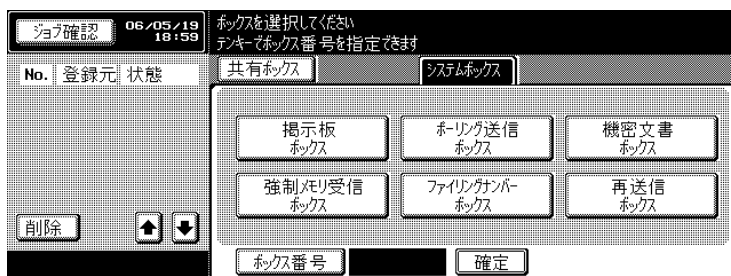 ジョブ確認
06/05/19
18:59
ボックスを選択してください
テンキーでボックス番号を指定できます
No. 登録元 状態
共有ボックス
システムボックス
掲示板
ボックス
ポーリング送信
ボックス
機密文書
ボックス
強制メモリ受信
ボックス
ファイリングナンバー
ボックス
再送信
ボックス
削除
ボックス番号
確定